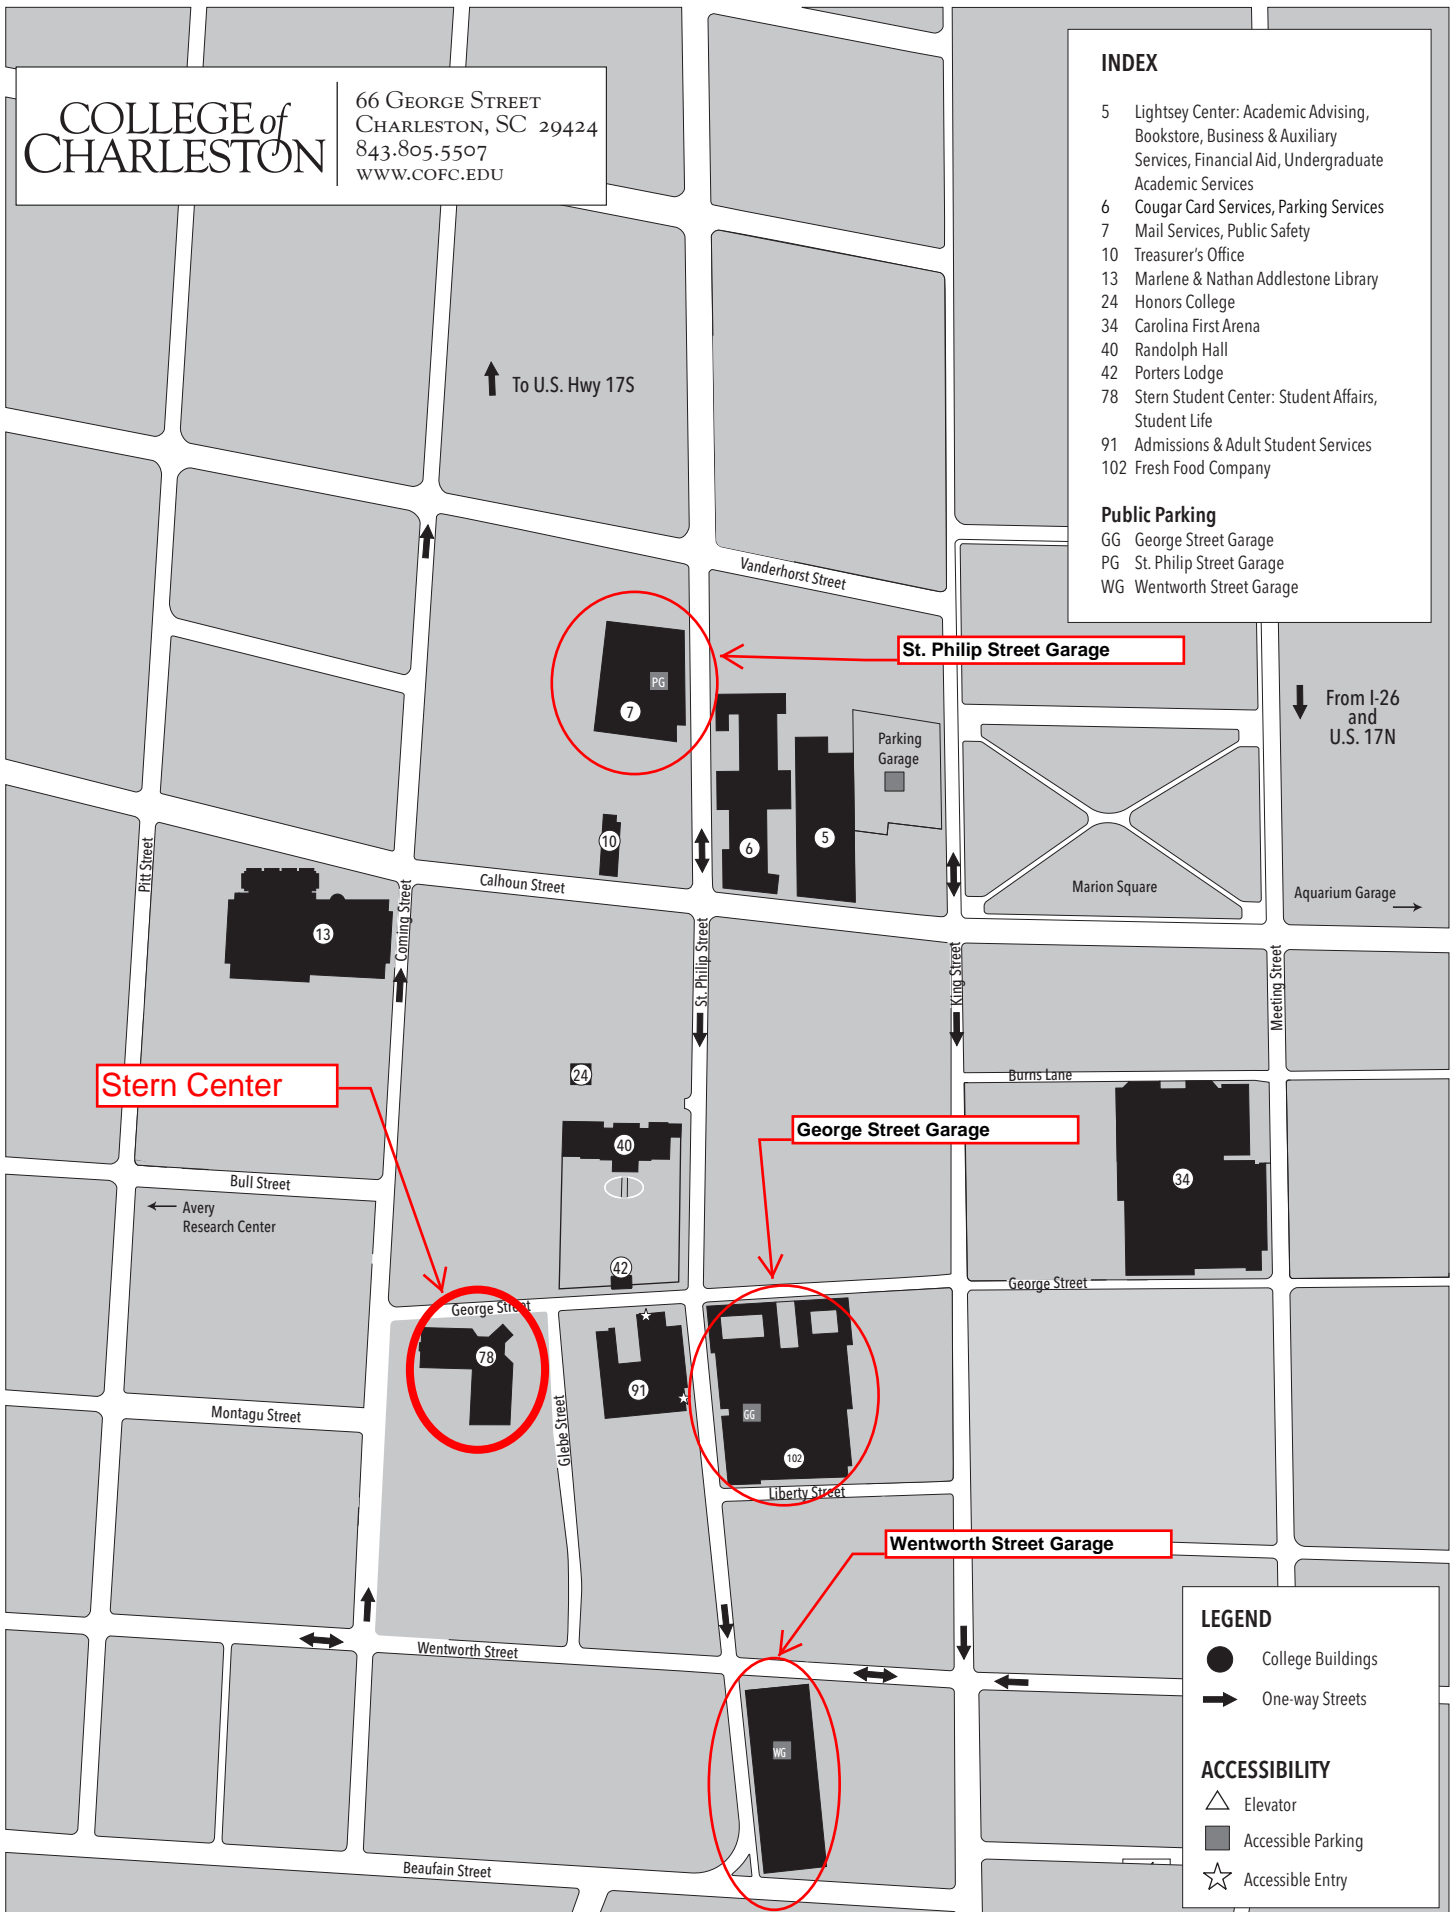 COLLEGE of
CHARLESTON
66 George Street
Charleston, SC 29424
843.805.5507
www.cofc.edu
INDEX
5 Lightsey Center: Academic Advising,
Bookstore, Business & Auxiliary
Services, Financial Aid, Undergraduate
Academic Services
6 Cougar Card Services, Parking Services
7 Mail Services, Public Safety
10 Treasurer's Office
13 Marlene & Nathan Addlestone Library
24 Honors College
34 Carolina First Arena
40 Randolph Hall
42 Porters Lodge
78 Stern Student Center: Student Affairs,
Student Life
91 Admissions & Adult Student Services
102 Fresh Food Company
Public Parking
GG George Street Garage
PG St. Philip Street Garage
WG Wentworth Street Garage
To U.S. Hwy 17S
Vanderhorst Street
St. Philip Street Garage
PG
7
From I-26
and
U.S. 17N
Parking
Garage
10
6
5
Pitt Street
Calhoun Street
Marion Square
Aquarium Garage
Coming Street
13
St. Philip Street
King Street
Meeting Street
24
Burns Lane
Stern Center
George Street Garage
40
Bull Street
34
Avery
Research Center
42
George Street
George Street
78
91
Glebe Street
GG
Montagu Street
102
Liberty Street
Wentworth Street Garage
Wentworth Street
WG
Beaufain Street
LEGEND
College Buildings
One-way Streets
ACCESSIBILITY
Elevator
Accessible Parking
Accessible Entry